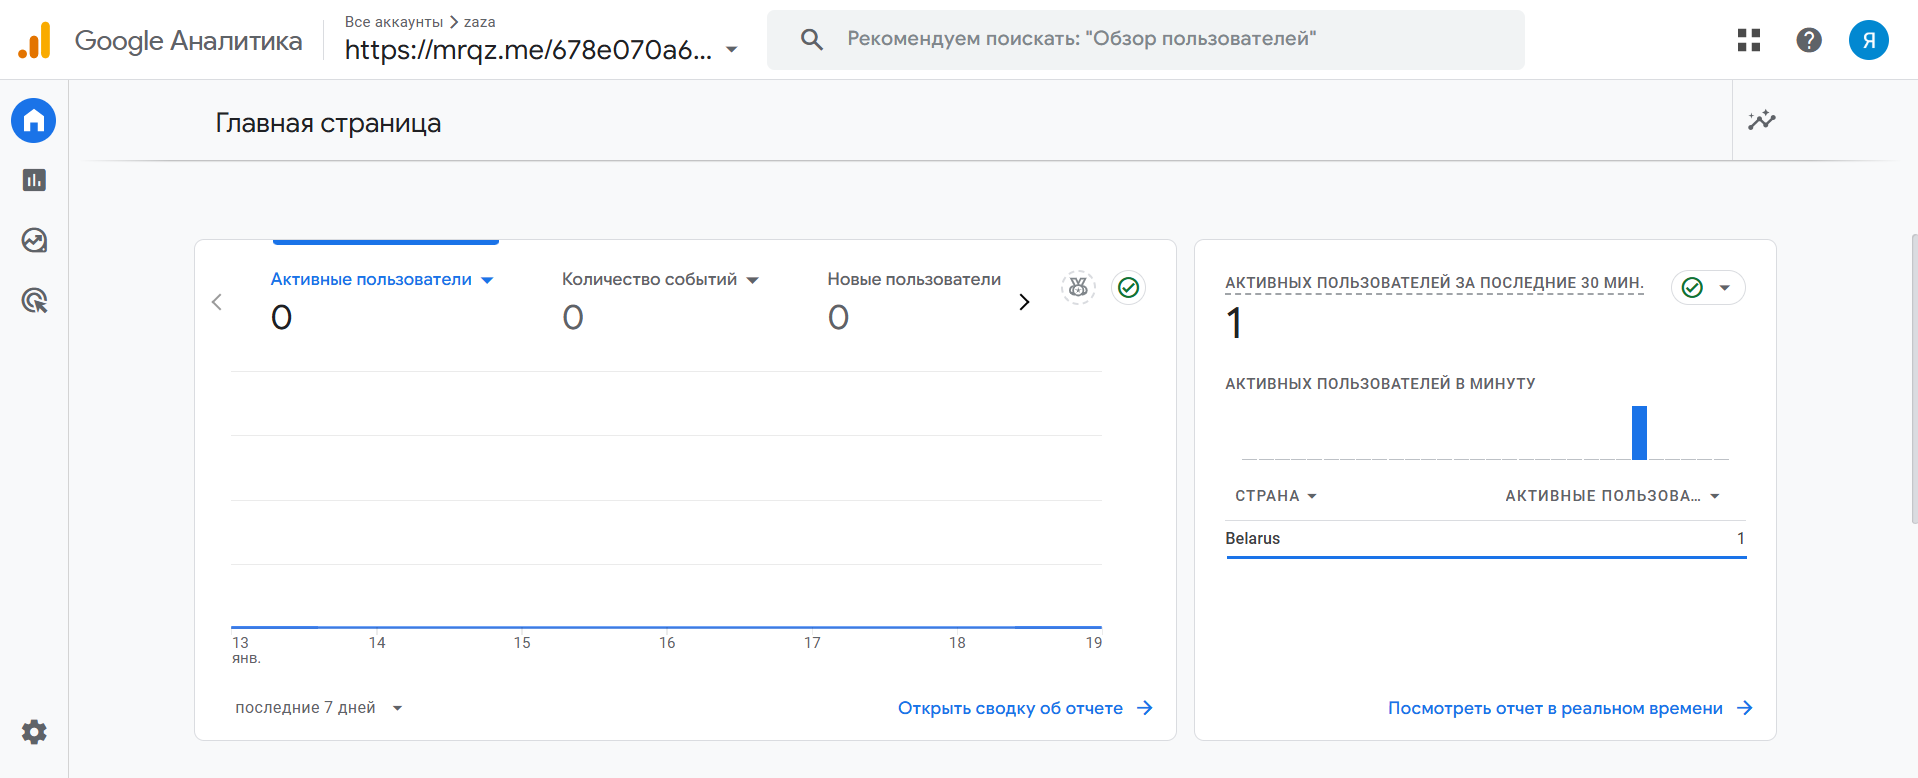 Google Аналитика
Все аккаунты > zaza
https://mrqz.me/678e070a6...
Рекомендуем поискать: "Обзор пользователей"
?
Я
Главная страница
Активные пользователи
0
Количество событий
0
Новые пользователи
0
13 14 15 16 17 18 19
янв.
последние 7 дней
Открыть сводку об отчете
АКТИВНЫХ ПОЛЬЗОВАТЕЛЕЙ ЗА ПОСЛЕДНИЕ 30 МИН.
1
АКТИВНЫХ ПОЛЬЗОВАТЕЛЕЙ В МИНУТУ
СТРАНА АКТИВНЫЕ ПОЛЬЗОВА...
Belarus 1
Посмотреть отчет в реальном времени